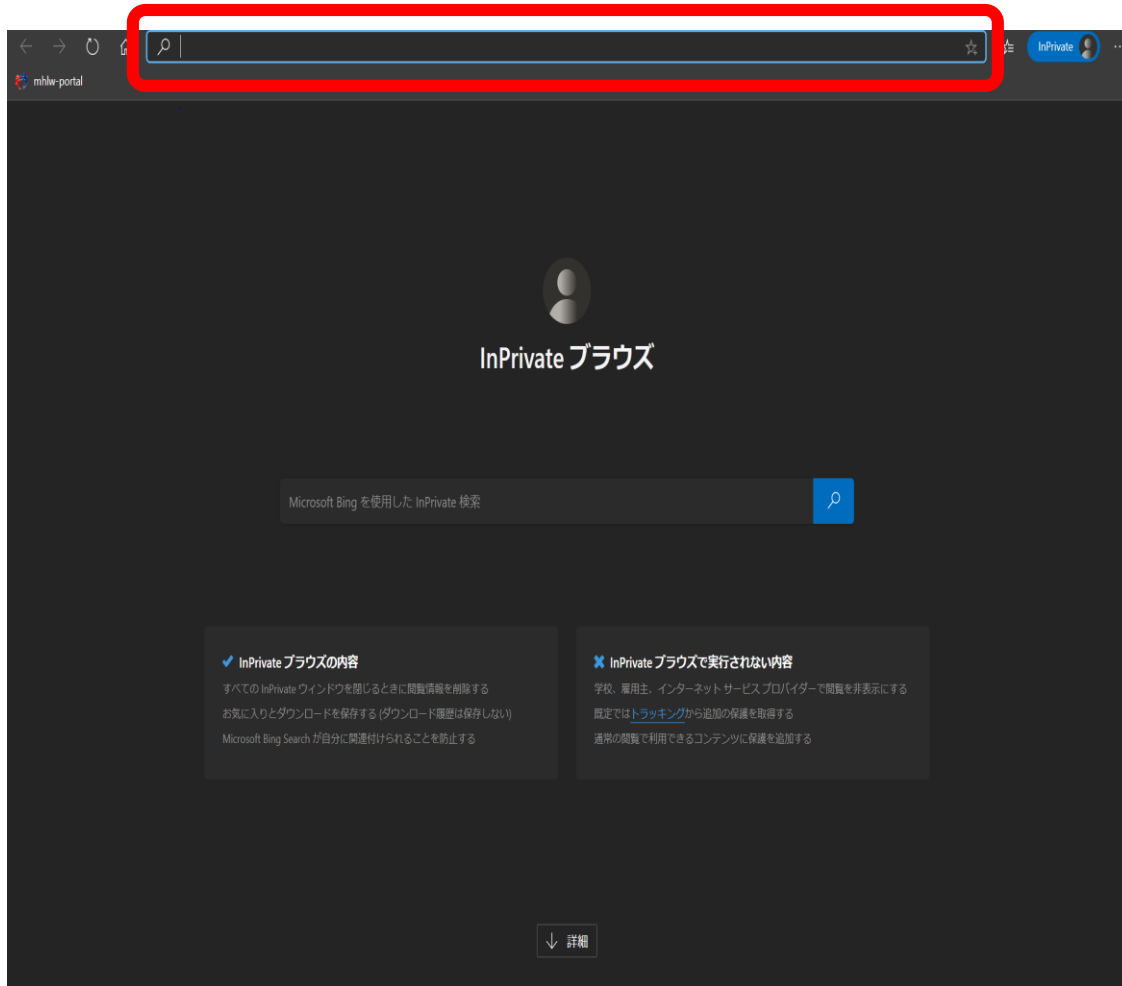 InPrivate
mhlw-portal
InPrivate ブラウズ
Microsoft Bing を使用した InPrivate 検索
InPrivate ブラウズの内容
すべての InPrivate ウィンドウを閉じるときに閲覧情報を削除する
お気に入りとダウンロードを保存する (ダウンロード履歴は保存しない)
Microsoft Bing Search が自分に関連付けられることを防止する
InPrivate ブラウズで実行されない内容
学校、雇用主、インターネット サービス プロバイダーで閲覧を非表示にする
既定ではトラッキングから追加の保護を取得する
通常の閲覧で利用できるコンテンツに保護を追加する
詳細